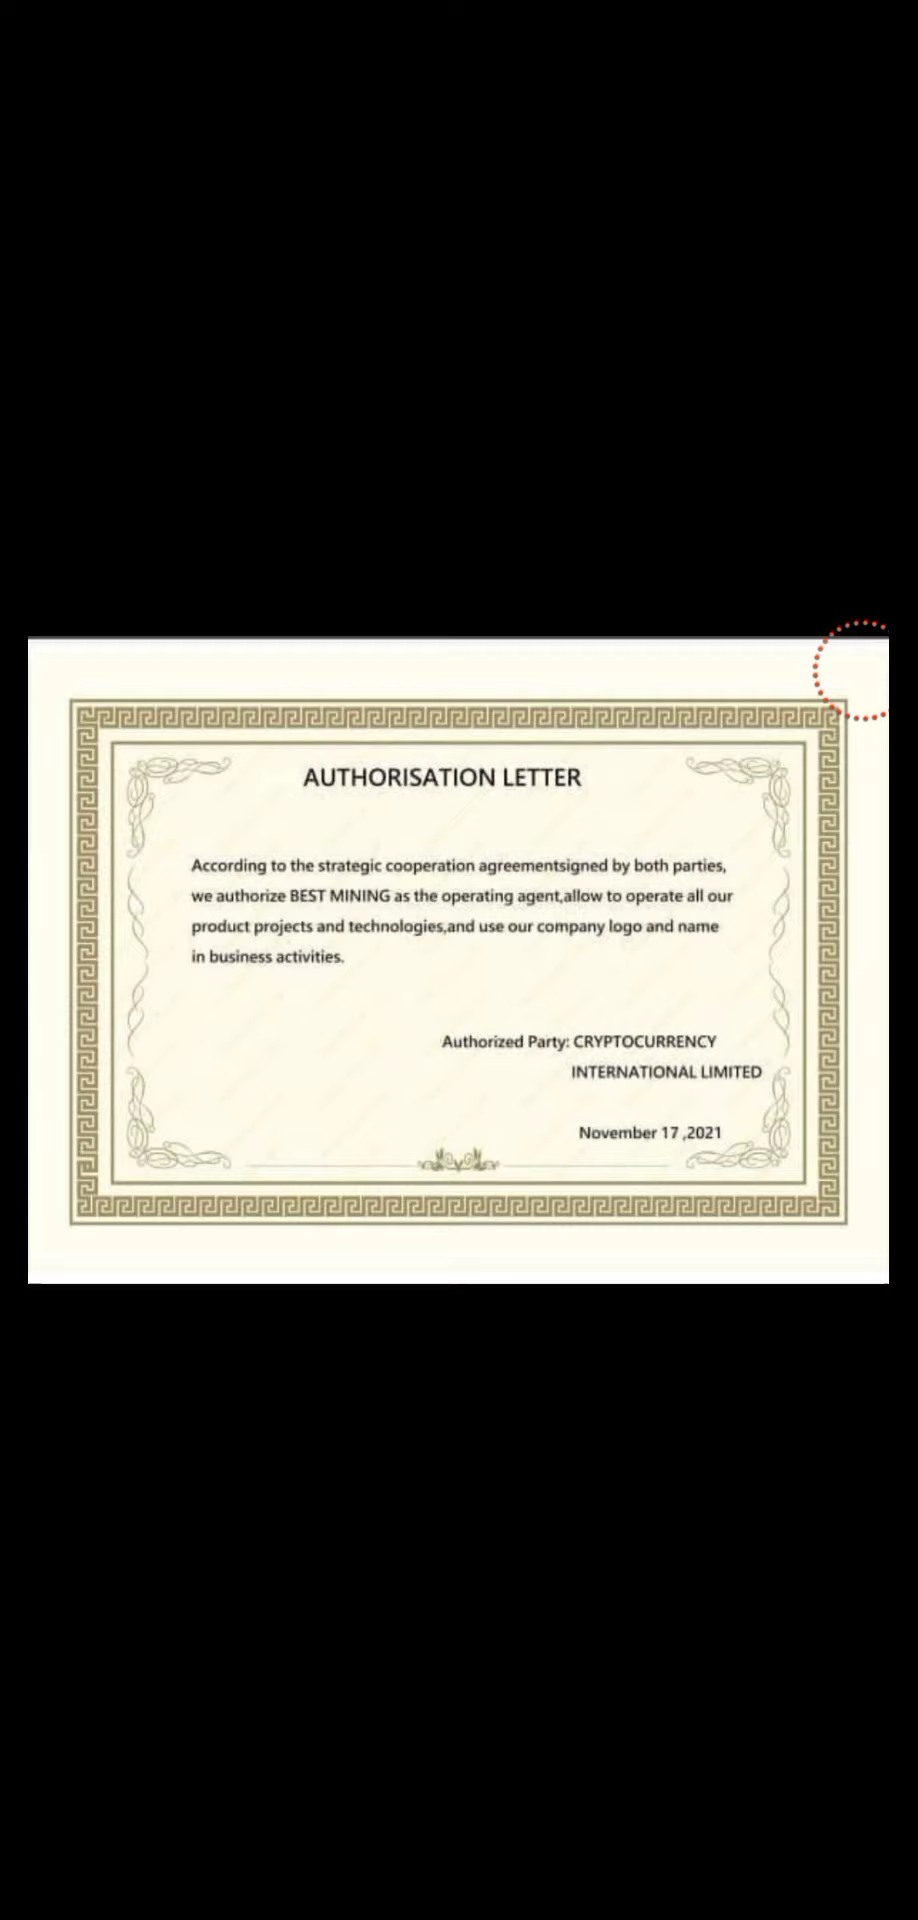 AUTHORISATION LETTER
According to the strategic cooperation agreementsigned by both parties,
we authorize BEST MINING as the operating agent,allow to operate all our
product projects and technologies,and use our company logo and name
in business activities.
Authorized Party: CRYPTOCURRENCY
INTERNATIONAL LIMITED
November 17 ,2021